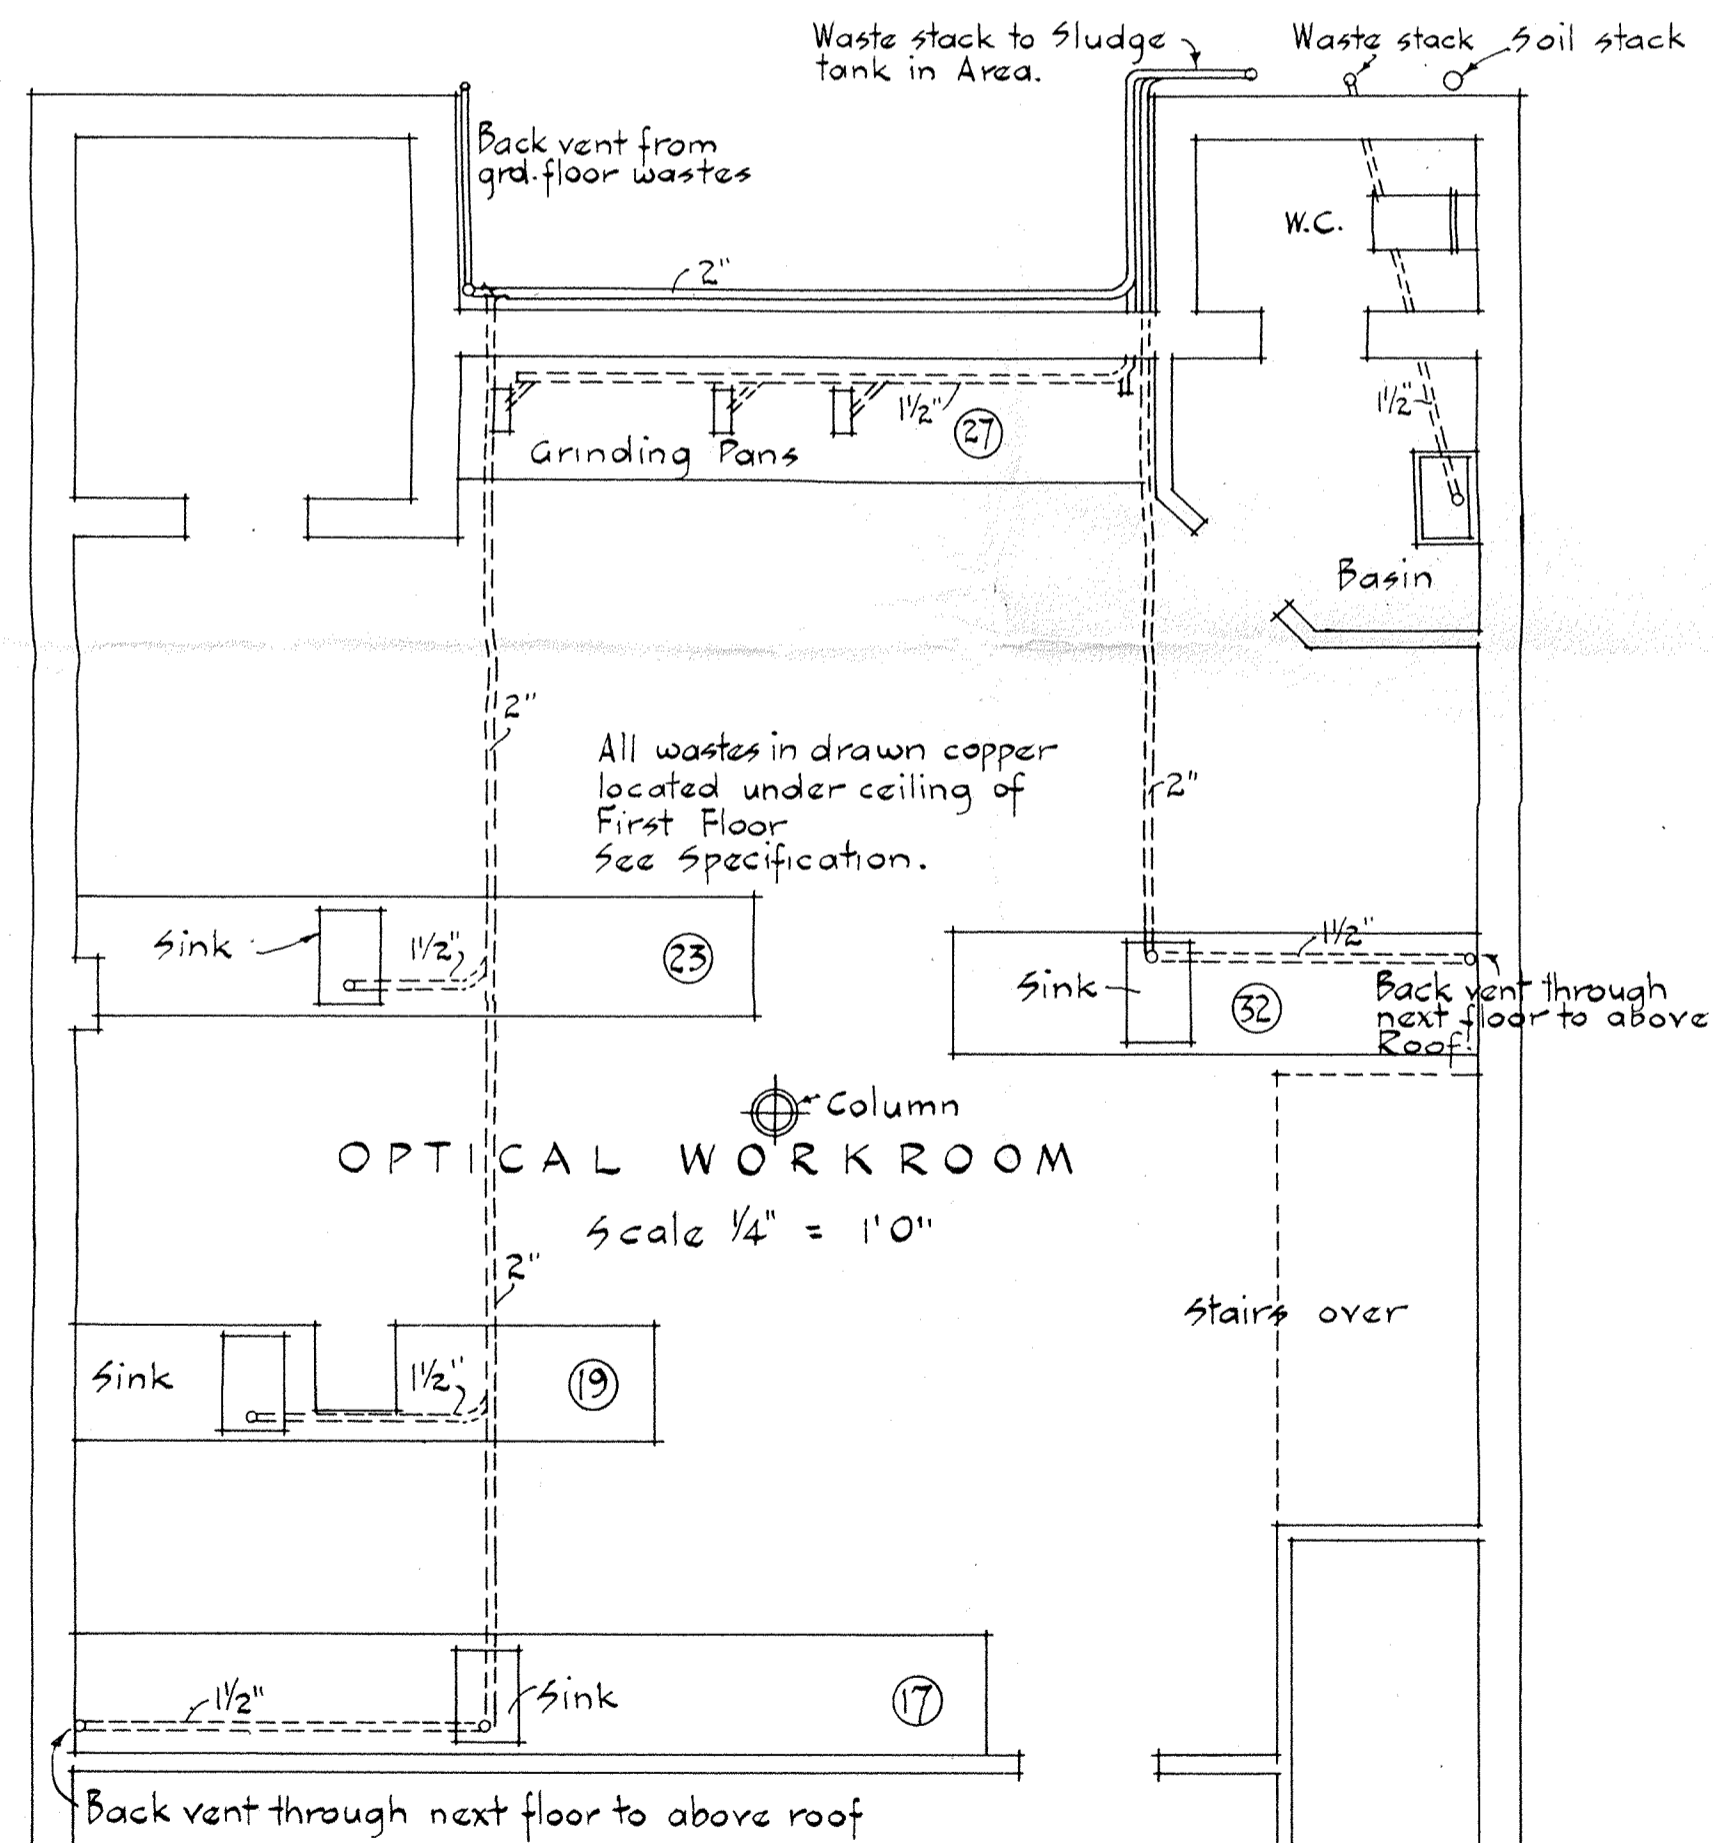 Waste stack to Sludge
tank in Area.
Waste stack
Soil stack
Back vent from
grd. floor wastes
W.C.
2"
1½"
27
Grinding Pans
1½"
Basin
2"
All wastes in drawn copper
located under ceiling of
First Floor
See Specification.
2"
Sink
1½"
23
1½"
Sink
32
Back vent through
next floor to above
Roof.
Column
OPTICAL WORKROOM
Scale ¼" = 1'0"
2"
Stairs over
Sink
1½"
19
1½"
Sink
17
Back vent through next floor to above roof